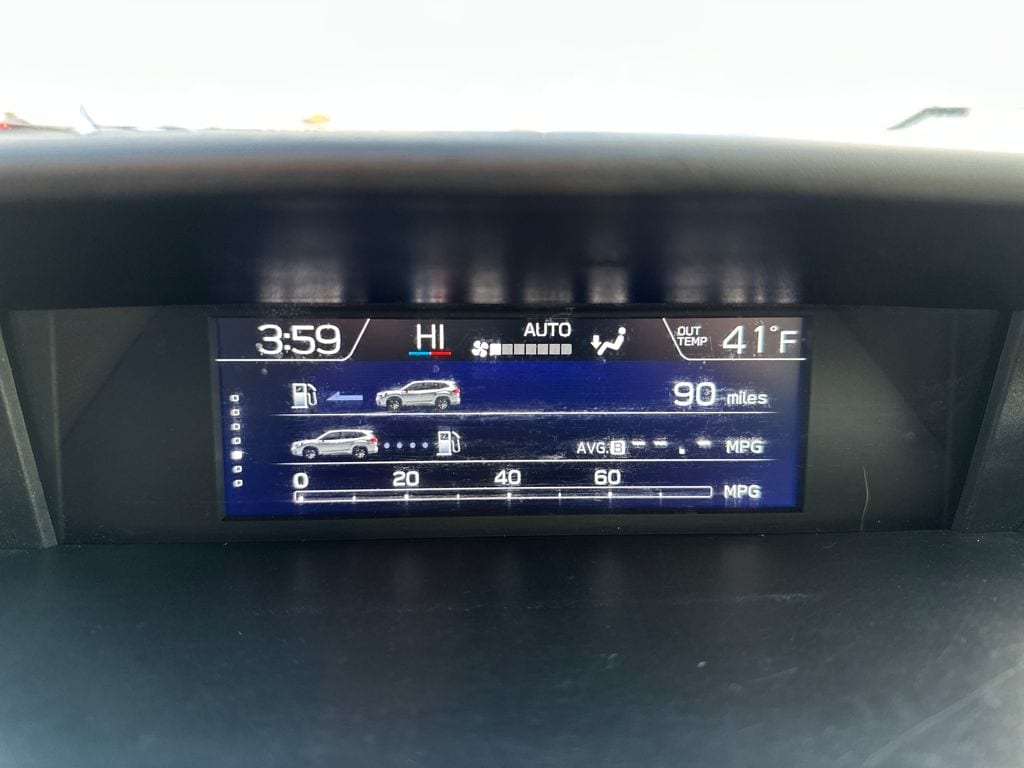 3:59 HI AUTO OUT TEMP 41°F
90 miles
AVG.B --.- MPG
0 20 40 60 MPG